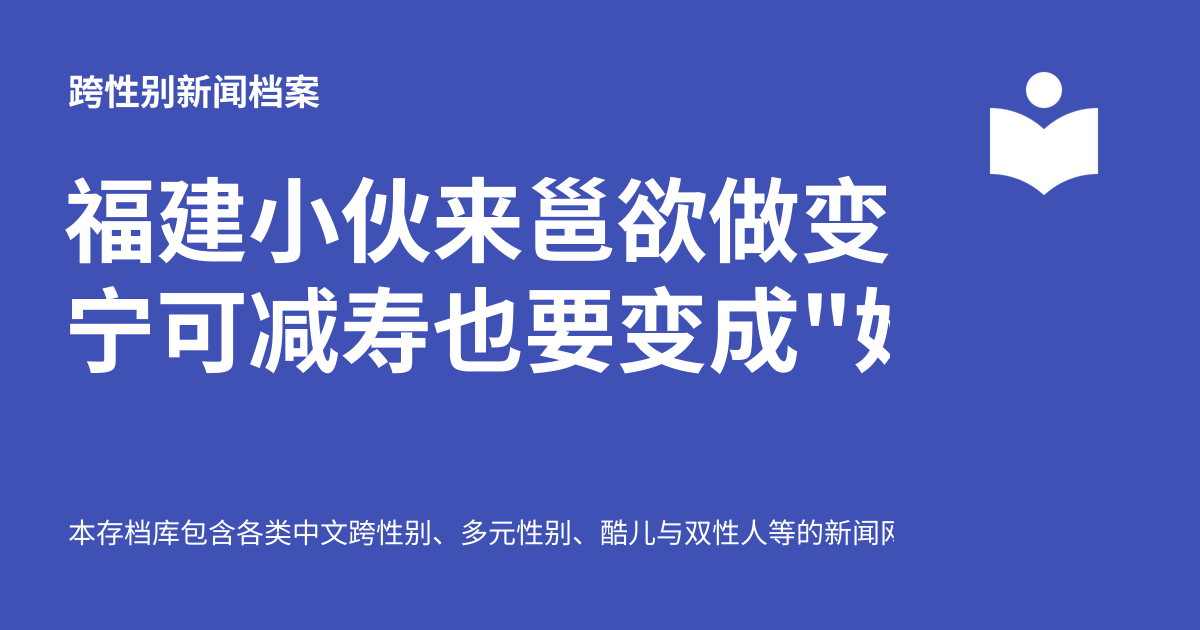 跨性别新闻档案
福建小伙来邕欲做变
宁可减寿也要变成"
本存档库包含各类中文跨性别、多元性别、酷儿与双性人等的新闻